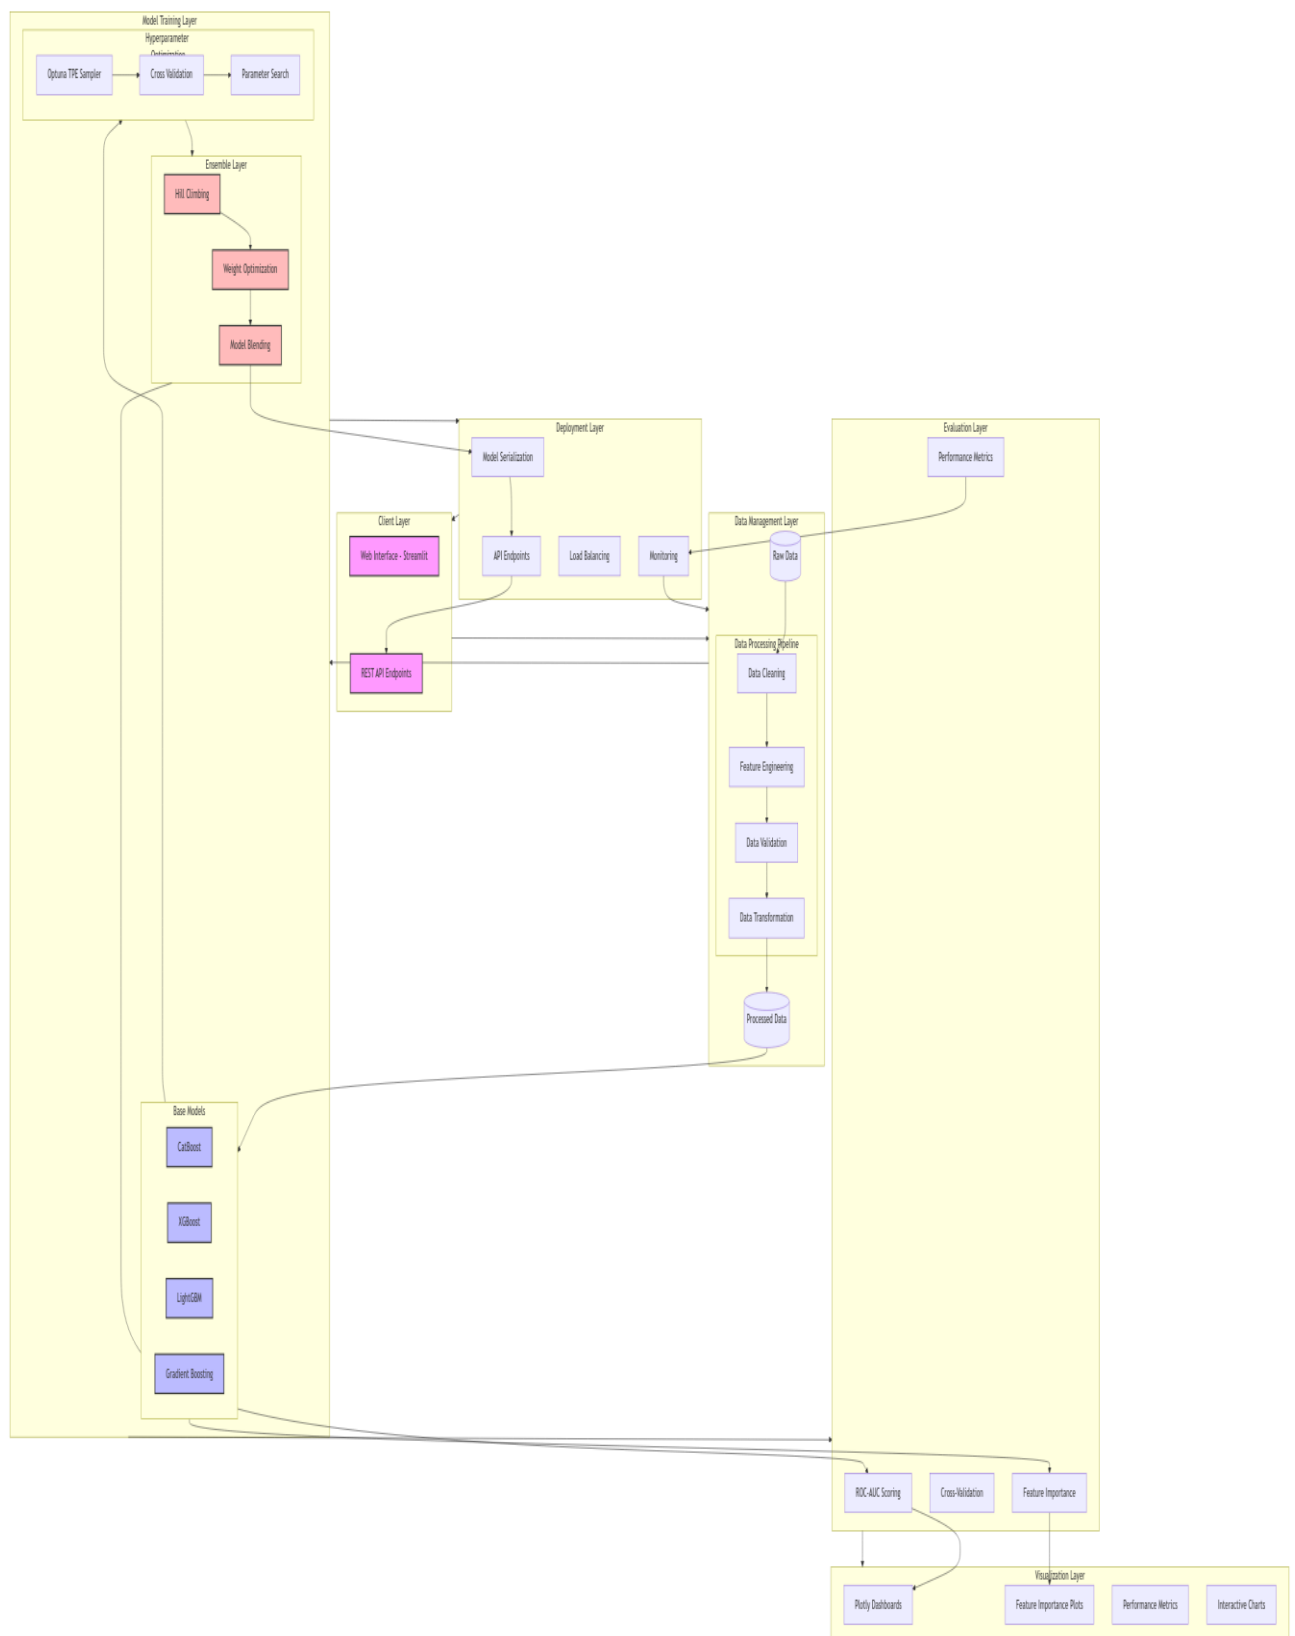 Model Training Layer
Hyperparameter
Optimization
Optuna TPE Sampler
Cross Validation
Parameter Search
Ensemble Layer
Hill Climbing
Weight Optimization
Model Blending
Deployment Layer
Model Serialization
API Endpoints
Load Balancing
Monitoring
Client Layer
Web Interface - Streamlit
REST API Endpoints
Data Management Layer
Raw Data
Data Processing Pipeline
Data Cleaning
Feature Engineering
Data Validation
Data Transformation
Processed Data
Evaluation Layer
Performance Metrics
Base Models
CatBoost
XGBoost
LightGBM
Gradient Boosting
ROC-AUC Scoring
Cross-Validation
Feature Importance
Visualization Layer
Plotly Dashboards
Feature Importance Plots
Performance Metrics
Interactive Charts